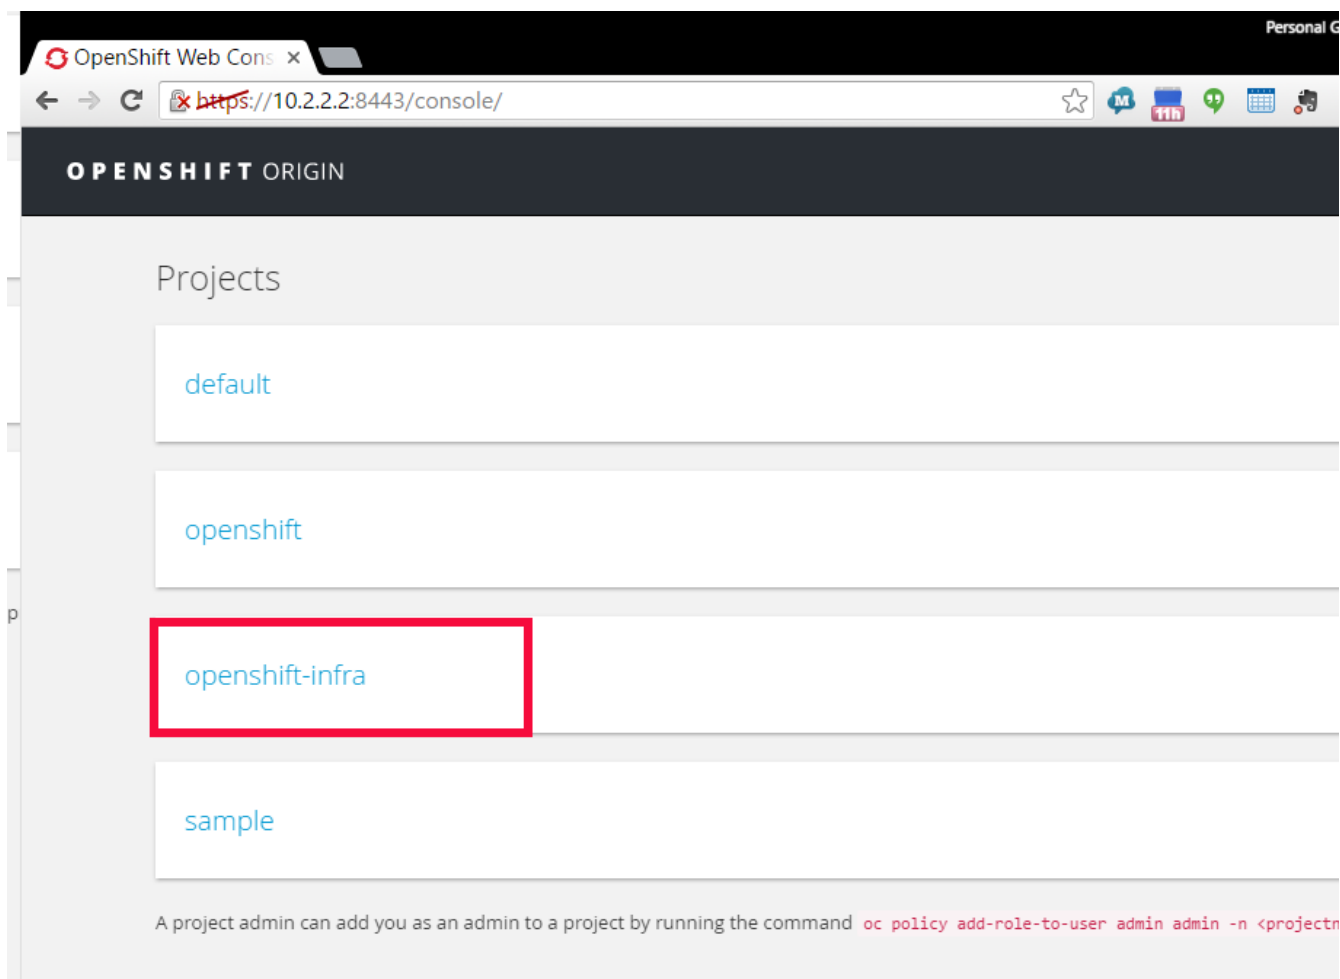 Personal G
OpenShift Web Cons
https://10.2.2.2:8443/console/
11h
OPENSHIFT ORIGIN
Projects
default
openshift
p
openshift-infra
sample
A project admin can add you as an admin to a project by running the command oc policy add-role-to-user admin admin -n <projectn